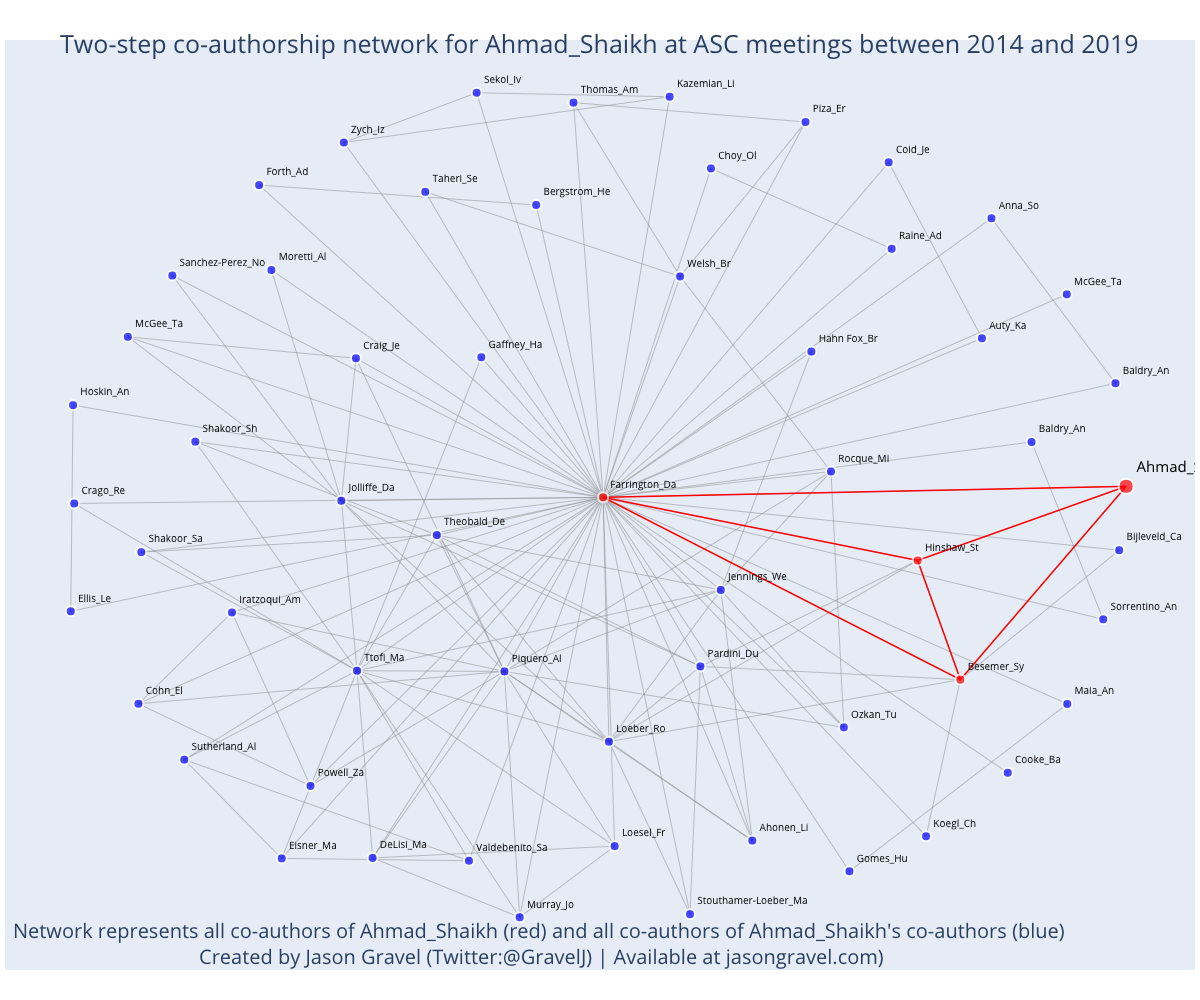 Two-step co-authorship network for Ahmad_Shaikh at ASC meetings between 2014 and 2019
Sekol_Iv
Thomas_Am
Kazemian_Li
Piza_Er
Zych_Iz
Choy_Ol
Coid_Je
Forth_Ad
Taheri_Se
Bergstrom_He
Anna_So
Raine_Ad
Sanchez-Perez_No
Moretti_Al
Welsh_Br
McGee_Ta
McGee_Ta
Craig_Je
Gaffney_Ha
Hahn Fox_Br
Auty_Ka
Baldry_An
Hoskin_An
Shakoor_Sh
Baldry_An
Rocque_Mi
Ahmad_S
Crago_Re
Jolliffe_Da
Farrington_Da
Theobald_De
Shakoor_Sa
Hinshaw_St
Bijleveld_Ca
Jennings_We
Ellis_Le
Iratzoqui_Am
Sorrentino_An
Ttofi_Ma
Piquero_Al
Pardini_Du
Besemer_Sy
Cohn_El
Maia_An
Ozkan_Tu
Loeber_Ro
Sutherland_Al
Cooke_Ba
Powell_Za
Koegl_Ch
Eisner_Ma
DeLisi_Ma
Valdebenito_Sa
Loesel_Fr
Ahonen_Li
Gomes_Hu
Murray_Jo
Stouthamer-Loeber_Ma
Network represents all co-authors of Ahmad_Shaikh (red) and all co-authors of Ahmad_Shaikh's co-authors (blue)
Created by Jason Gravel (Twitter:@GravelJ) | Available at jasongravel.com)